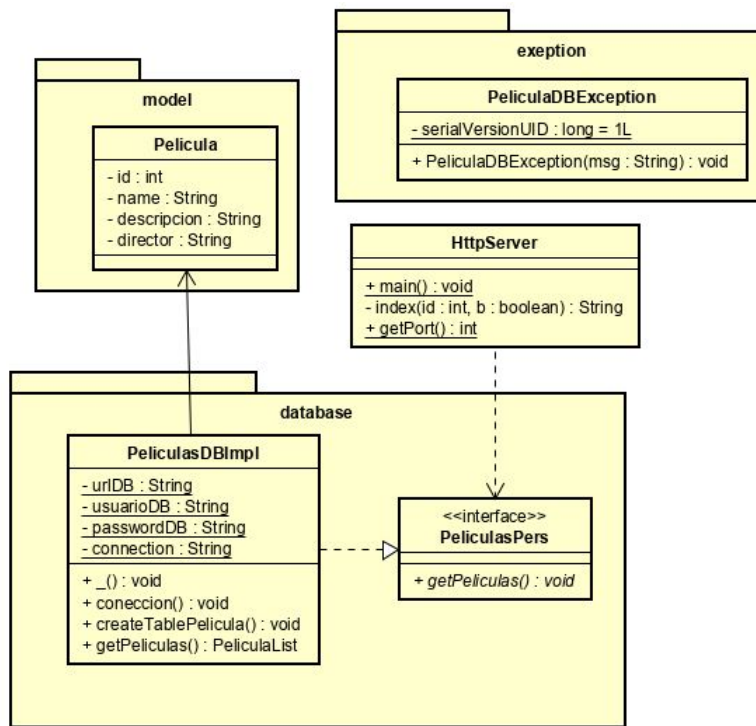 exeption
PeliculaDBException
- serialVersionUID : long = 1L
+ PeliculaDBException(msg : String) : void
model
Pelicula
- id : int
- name : String
- descripcion : String
- director : String
HttpServer
+ main() : void
- index(id : int, b : boolean) : String
+ getPort() : int
database
PeliculasDBImpl
- urlDB : String
- usuarioDB : String
- passwordDB : String
- connection : String
+ _() : void
+ coneccion() : void
+ createTablePelicula() : void
+ getPeliculas() : PeliculaList
<<interface>>
PeliculasPers
+ getPeliculas() : void